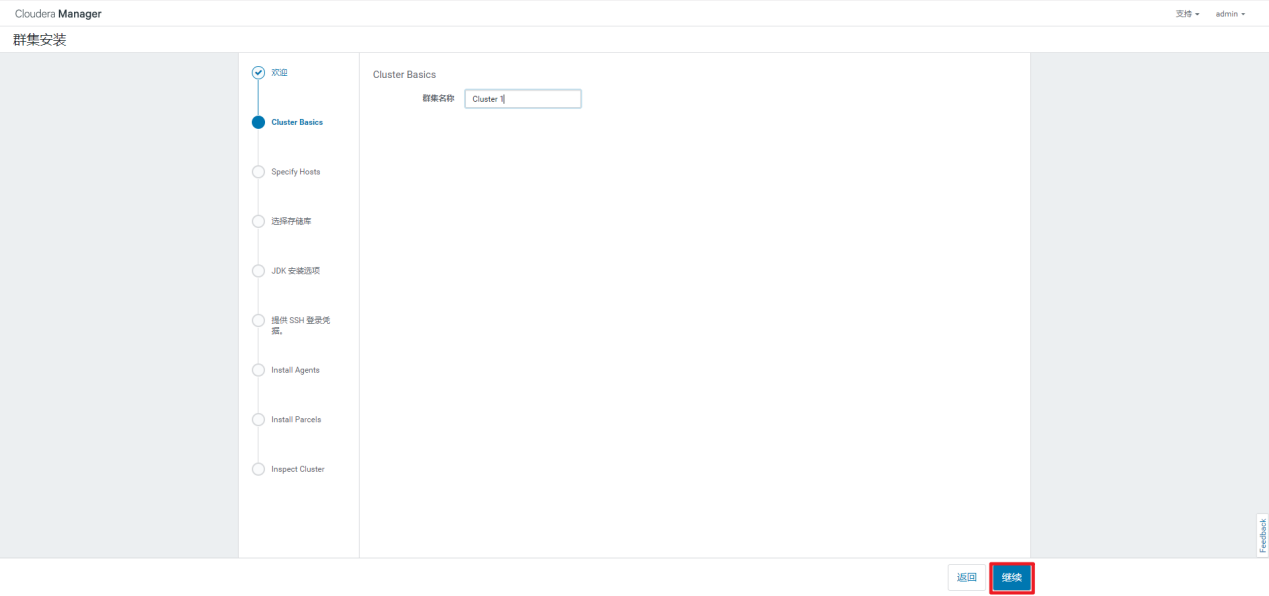 Cloudera Manager
支持 admin
群集安装
欢迎
Cluster Basics
Specify Hosts
选择存储库
JDK 安装选项
提供 SSH 登录凭
据。
Install Agents
Install Parcels
Inspect Cluster
Cluster Basics
群集名称 Cluster 1
Feedback
返回 继续